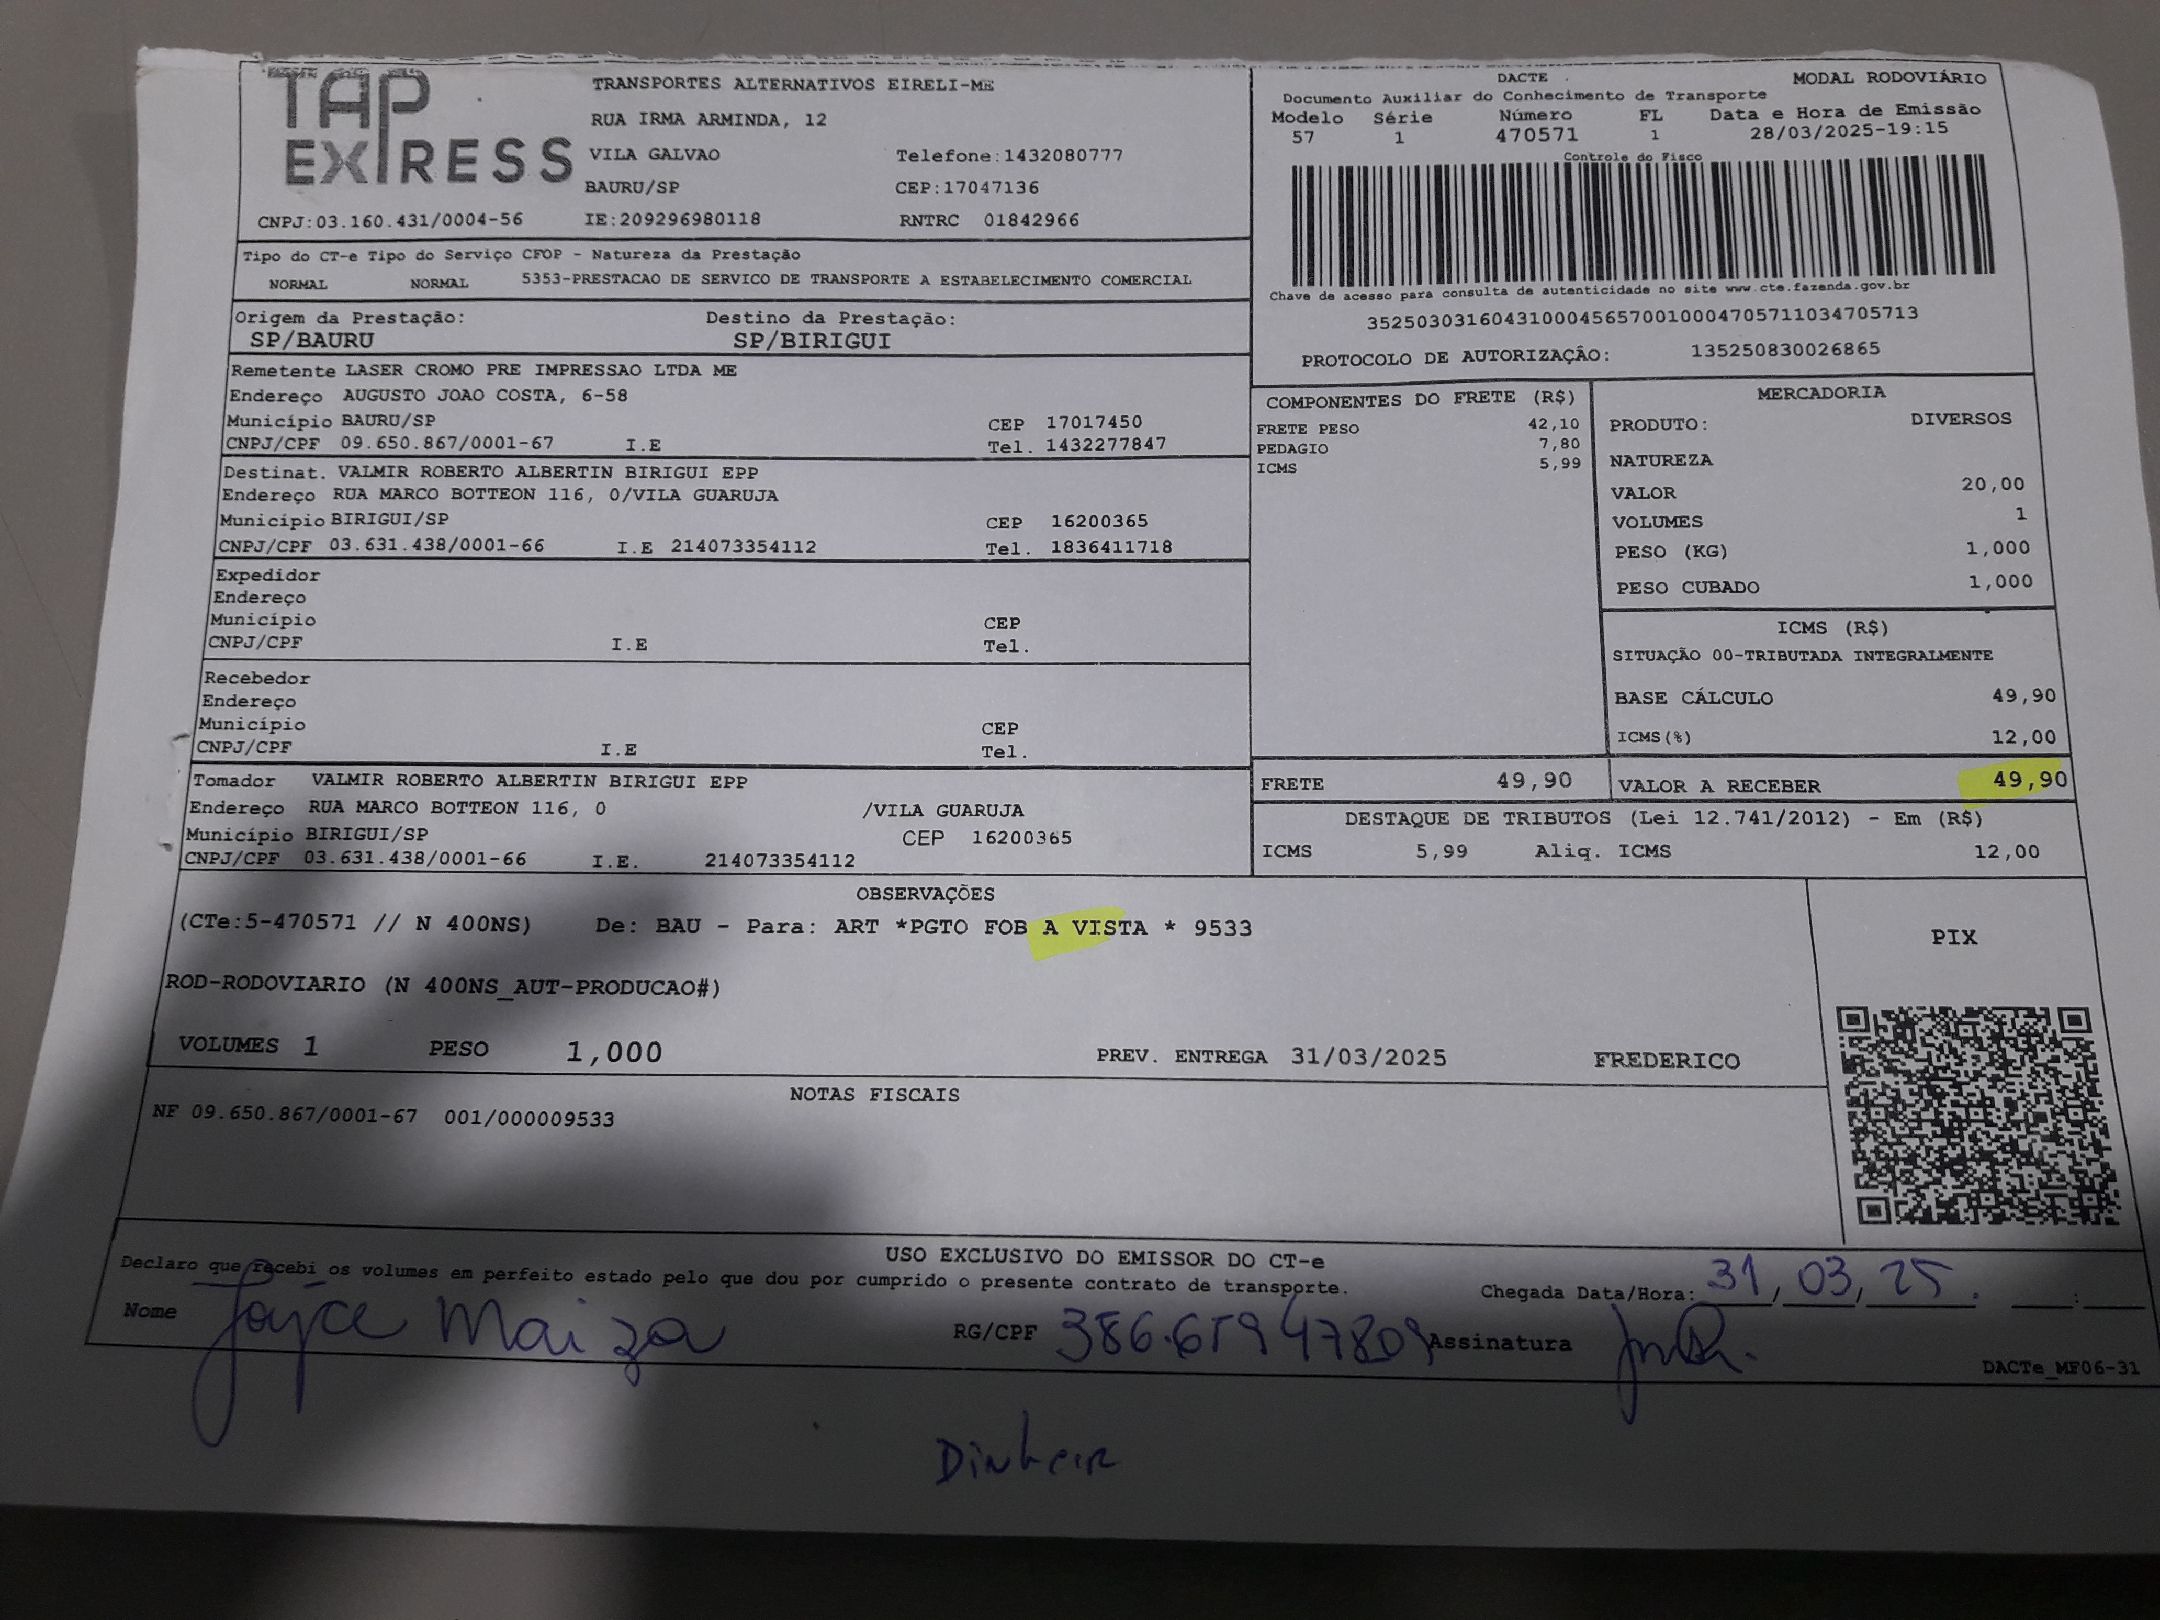 TAP EXPRESS
TRANSPORTES ALTERNATIVOS EIRELI-ME
RUA IRMA ARMINDA, 12
VILA GALVAO Telefone:1432080777
BAURU/SP CEP:17047136
CNPJ:03.160.431/0004-56 IE:209296980118 RNTRC 01842966
DACTE MODAL RODOVIÁRIO
Documento Auxiliar do Conhecimento de Transporte
Modelo Série Número FL Data e Hora de Emissão
57 1 470571 1 28/03/2025-19:15
Controle do Fisco
Chave de acesso para consulta de autenticidade no site www.cte.fazenda.gov.br
35250303160431000456570010004705711034705713
PROTOCOLO DE AUTORIZAÇÃO: 135250830026865
Tipo do CT-e Tipo do Serviço CFOP - Natureza da Prestação
NORMAL NORMAL 5353-PRESTACAO DE SERVICO DE TRANSPORTE A ESTABELECIMENTO COMERCIAL
Origem da Prestação: Destino da Prestação:
SP/BAURU SP/BIRIGUI
Remetente LASER CROMO PRE IMPRESSAO LTDA ME
Endereço AUGUSTO JOAO COSTA, 6-58
Município BAURU/SP CEP 17017450
CNPJ/CPF 09.650.867/0001-67 I.E Tel. 1432277847
Destinat. VALMIR ROBERTO ALBERTIN BIRIGUI EPP
Endereço RUA MARCO BOTTEON 116, 0/VILA GUARUJA
Município BIRIGUI/SP CEP 16200365
CNPJ/CPF 03.631.438/0001-66 I.E 214073354112 Tel. 1836411718
Expedidor
Endereço
Município CEP
CNPJ/CPF I.E Tel.
Recebedor
Endereço
Município CEP
CNPJ/CPF I.E Tel.
Tomador VALMIR ROBERTO ALBERTIN BIRIGUI EPP
Endereço RUA MARCO BOTTEON 116, 0 /VILA GUARUJA
Município BIRIGUI/SP CEP 16200365
CNPJ/CPF 03.631.438/0001-66 I.E. 214073354112
COMPONENTES DO FRETE (R$)
FRETE PESO 42,10
PEDAGIO 7,80
ICMS 5,99
MERCADORIA
PRODUTO: DIVERSOS
NATUREZA
VALOR 20,00
VOLUMES 1
PESO (KG) 1,000
PESO CUBADO 1,000
ICMS (R$)
SITUAÇÃO 00-TRIBUTADA INTEGRALMENTE
BASE CÁLCULO 49,90
ICMS(%) 12,00
FRETE 49,90 VALOR A RECEBER 49,90
DESTAQUE DE TRIBUTOS (Lei 12.741/2012) - Em (R$)
ICMS 5,99 Aliq. ICMS 12,00
OBSERVAÇÕES
(CTe:5-470571 // N 400NS) De: BAU - Para: ART *PGTO FOB A VISTA * 9533
ROD-RODOVIARIO (N 400NS_AUT-PRODUCAO#)
VOLUMES 1 PESO 1,000 PREV. ENTREGA 31/03/2025 FREDERICO
PIX
NOTAS FISCAIS
NF 09.650.867/0001-67 001/000009533
USO EXCLUSIVO DO EMISSOR DO CT-e
Declaro que recebi os volumes em perfeito estado pelo que dou por cumprido o presente contrato de transporte.
Chegada Data/Hora: 31, 03, 25.
Nome Joyce Maiza RG/CPF 386.659 47809 Assinatura
DACTe_MF06-31
Dinheir